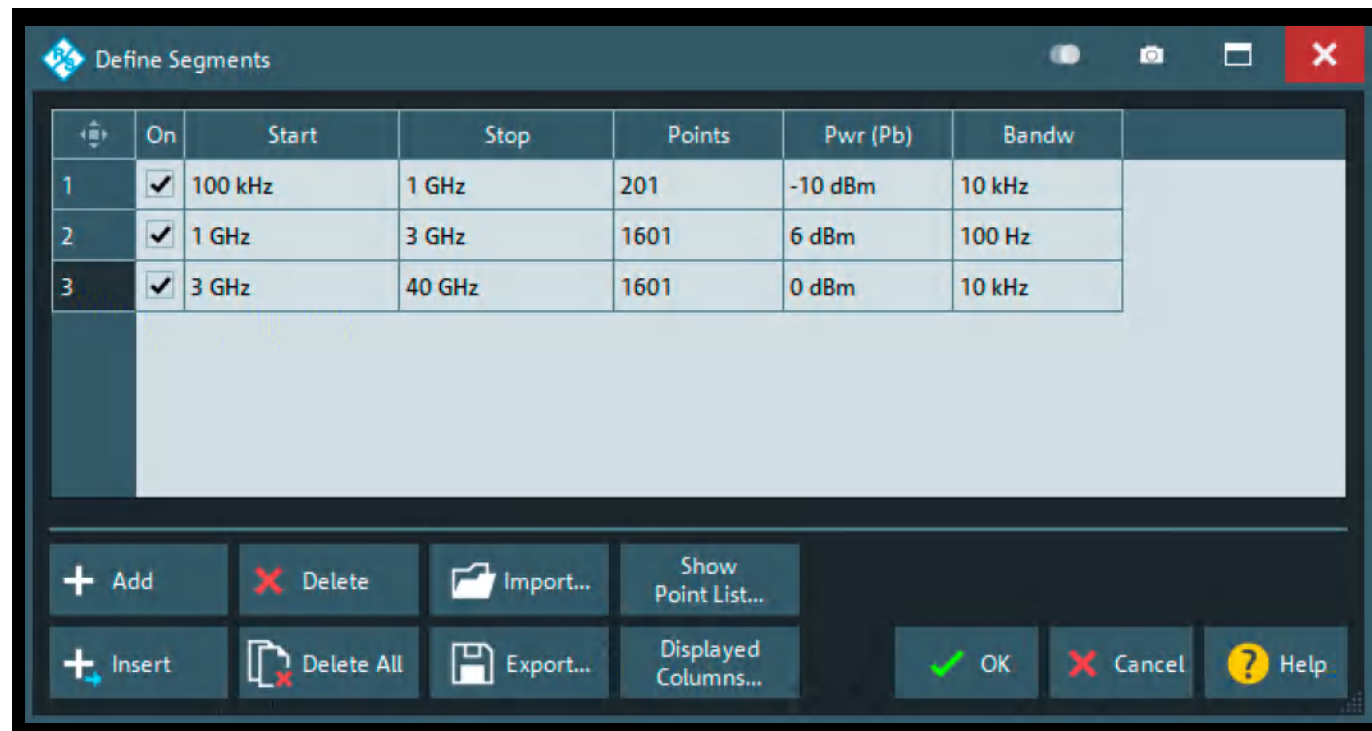 R/S
Define Segments
On Start Stop Points Pwr (Pb) Bandw
1 100 kHz 1 GHz 201 -10 dBm 10 kHz
2 1 GHz 3 GHz 1601 6 dBm 100 Hz
3 3 GHz 40 GHz 1601 0 dBm 10 kHz
Add Delete Import... Show
Point List...
Insert Delete All Export... Displayed
Columns...
OK Cancel ? Help